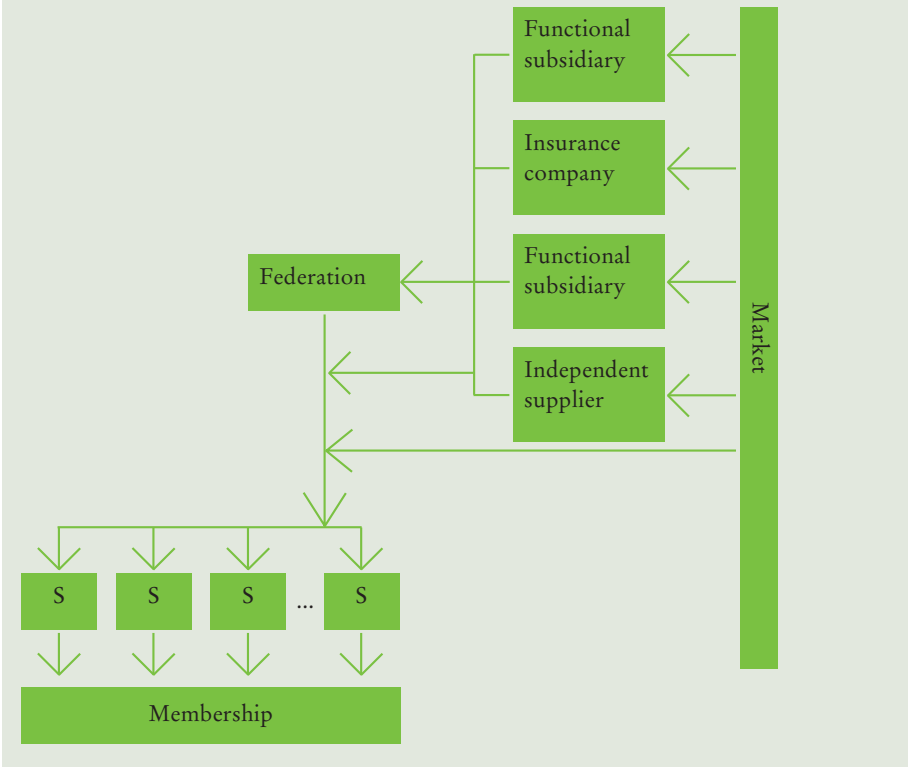 Functional
subsidiary
Insurance
company
Functional
subsidiary
Federation
Market
Independent
supplier
S
S
S
...
S
Membership